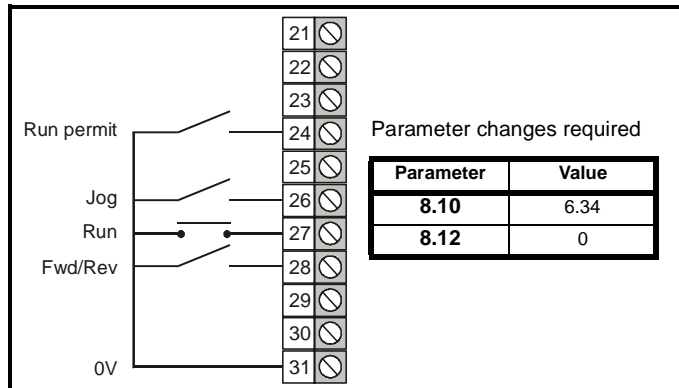 21
22
23
Run permit 24 Parameter changes required
25
Parameter Value
Jog 26
8.10 6.34
Run 27
8.12 0
Fwd/Rev 28
29
30
0V 31